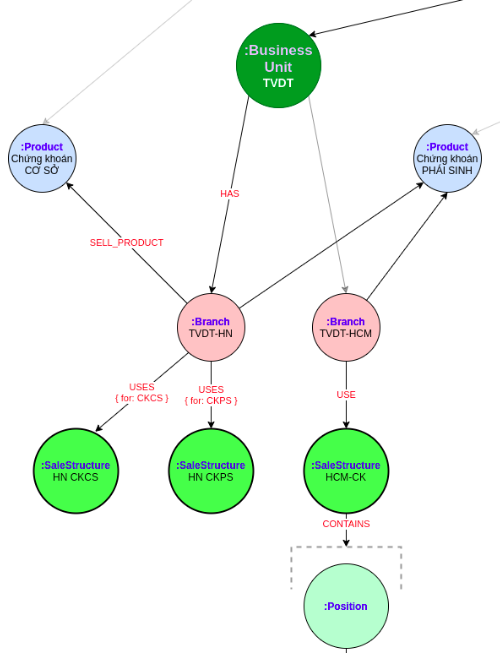 :Business
Unit
TVDT
:Product
Chứng khoán
CƠ SỞ
:Product
Chứng khoán
PHÁI SINH
HAS
SELL_PRODUCT
:Branch
TVDT-HN
:Branch
TVDT-HCM
USES
{ for: CKCS }
USES
{ for: CKPS }
USE
:SaleStructure
HN CKCS
:SaleStructure
HN CKPS
:SaleStructure
HCM-CK
CONTAINS
:Position